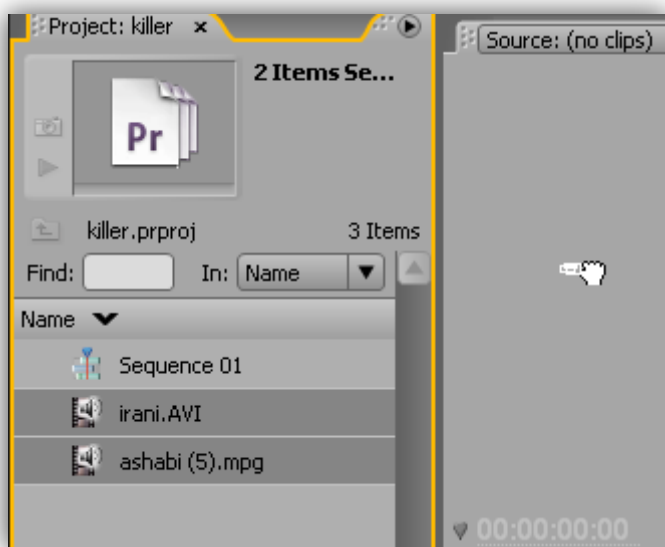 Project: killer x
Source: (no clips)
2 Items Se...
Pr
killer.prproj
3 Items
Find:
In: Name
Name
Sequence 01
irani.AVI
ashabi (5).mpg
00:00:00:00